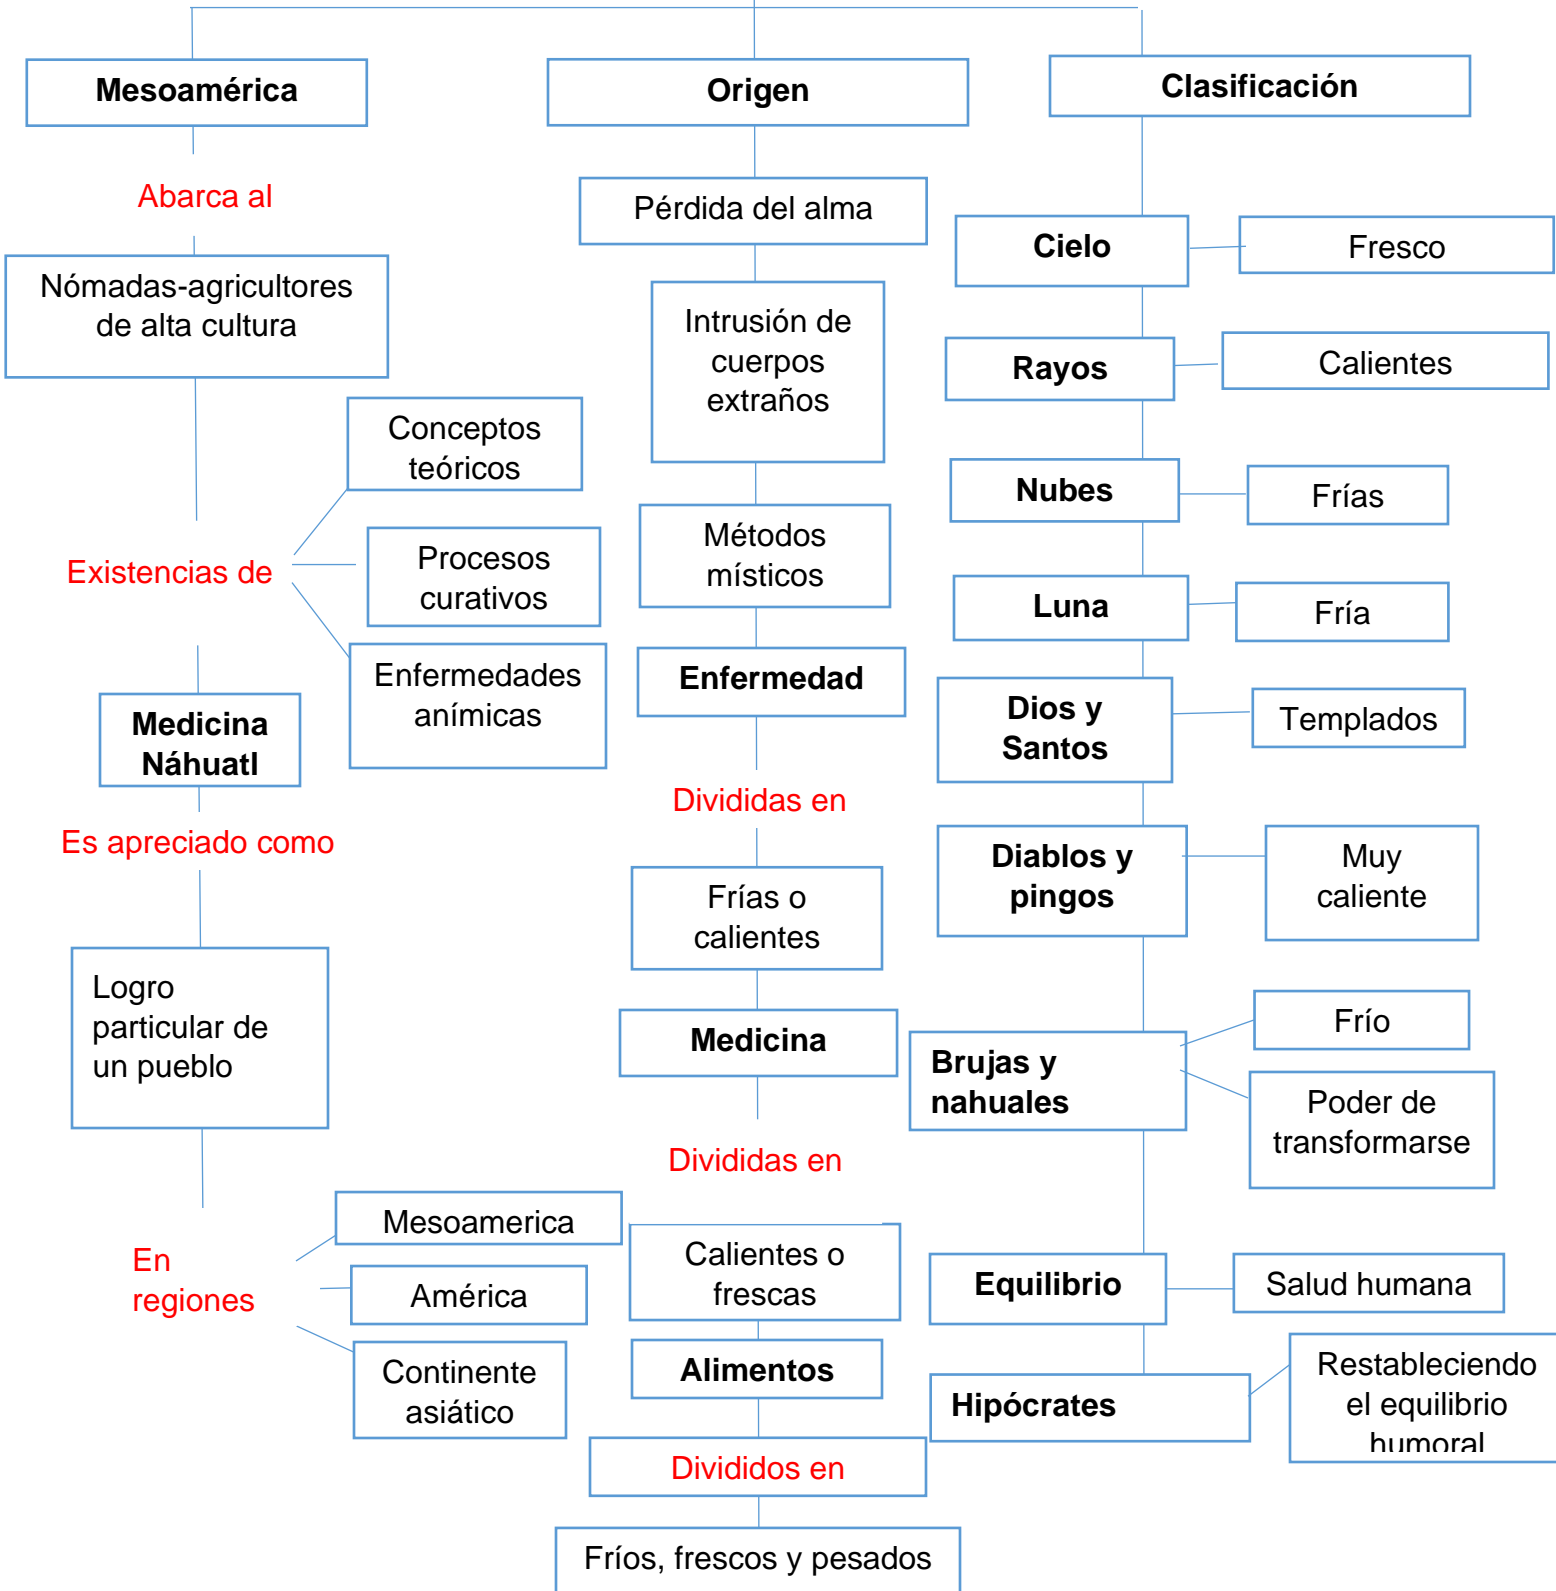 Mesoamérica
Abarca al
Nómadas-agricultores
de alta cultura
Existencias de
Conceptos
teóricos
Procesos
curativos
Enfermedades
anímicas
Medicina
Náhuatl
Es apreciado como
Logro
particular de
un pueblo
En
regiones
Mesoamerica
América
Continente
asiático
Origen
Pérdida del alma
Intrusión de
cuerpos
extraños
Métodos
místicos
Enfermedad
Divididas en
Frías o
calientes
Medicina
Divididas en
Calientes o
frescas
Alimentos
Divididos en
Fríos, frescos y pesados
Clasificación
Cielo
Fresco
Rayos
Calientes
Nubes
Frías
Luna
Fría
Dios y
Santos
Templados
Diablos y
pingos
Muy
caliente
Brujas y
nahuales
Frío
Poder de
transformarse
Equilibrio
Salud humana
Hipócrates
Restableciendo
el equilibrio
humoral